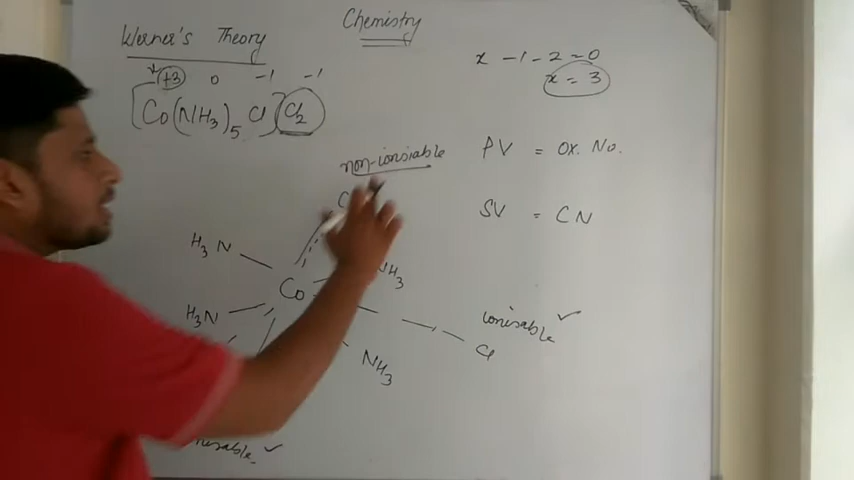 Chemistry
Werner's Theory
x - 1 - 2 = 0
x = 3
+3 0 -1 -1
[Co(NH3)5 Cl]Cl2
non-ionsiable
PV = Ox. No.
SV = CN
H3N
NH3
Co
H3N
ionisable ✓
Cl
NH3